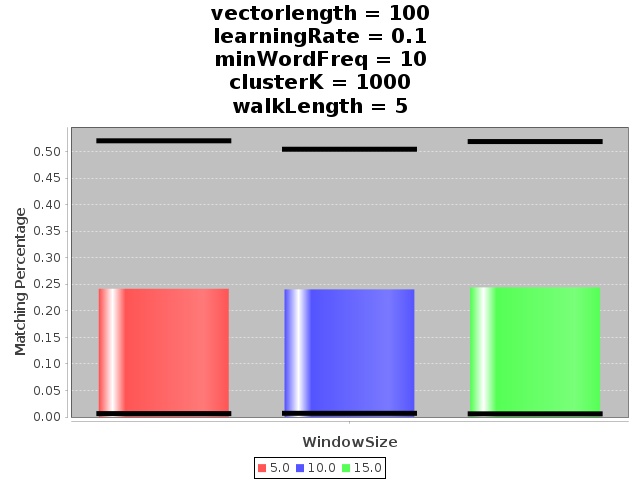 vectorlength = 100
learningRate = 0.1
minWordFreq = 10
clusterK = 1000
walkLength = 5
Matching Percentage
0.50
0.45
0.40
0.35
0.30
0.25
0.20
0.15
0.10
0.05
0.00
WindowSize
5.0 10.0 15.0